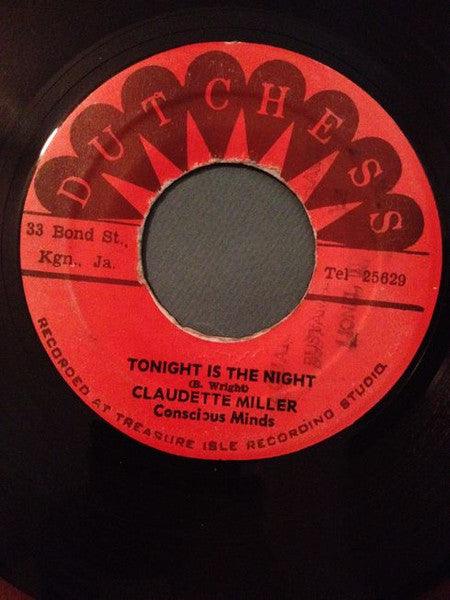 DUTCHESS
33 Bond St.,
Kgn., Ja.
Tel 25629
TONIGHT IS THE NIGHT
(B. Wright)
CLAUDETTE MILLER
Conscious Minds
RECORDED AT TREASURE ISLE RECORDING STUDIO.